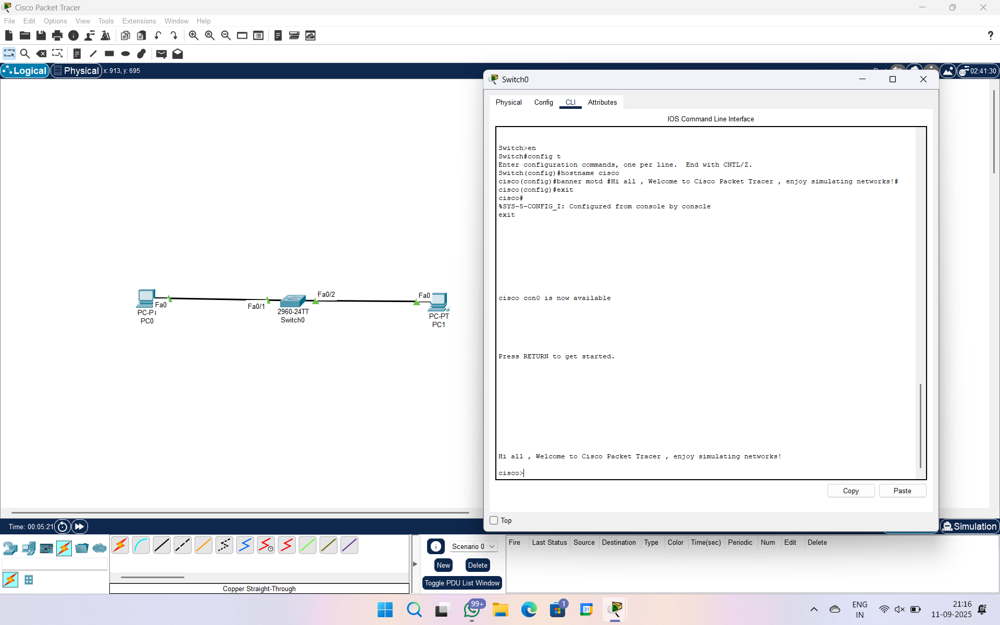 Cisco Packet Tracer
File Edit Options View Tools Extensions Window Help
?
Logical Physical x: 913, y: 695
02:41:30
Switch0
Physical Config CLI Attributes
IOS Command Line Interface
Switch>en
Switch#config t
Enter configuration commands, one per line.  End with CNTL/Z.
Switch(config)#hostname cisco
cisco(config)#banner motd #Hi all , Welcome to Cisco Packet Tracer , enjoy simulating networks!#
cisco(config)#exit
cisco#
%SYS-5-CONFIG_I: Configured from console by console
exit
cisco con0 is now available
Press RETURN to get started.
Hi all , Welcome to Cisco Packet Tracer , enjoy simulating networks!
cisco>
Copy Paste
Top
Fa0
PC0
Fa0/1
Fa0/2
2960-24TT
Switch0
Fa0
PC-PT
PC1
Time: 00:05:21
Simulation
Scenario 0
New Delete
Toggle PDU List Window
Fire Last Status Source Destination Type Color Time(sec) Periodic Num Edit Delete
Copper Straight-Through
99+
1
31
ENG
IN
21:16
11-09-2025